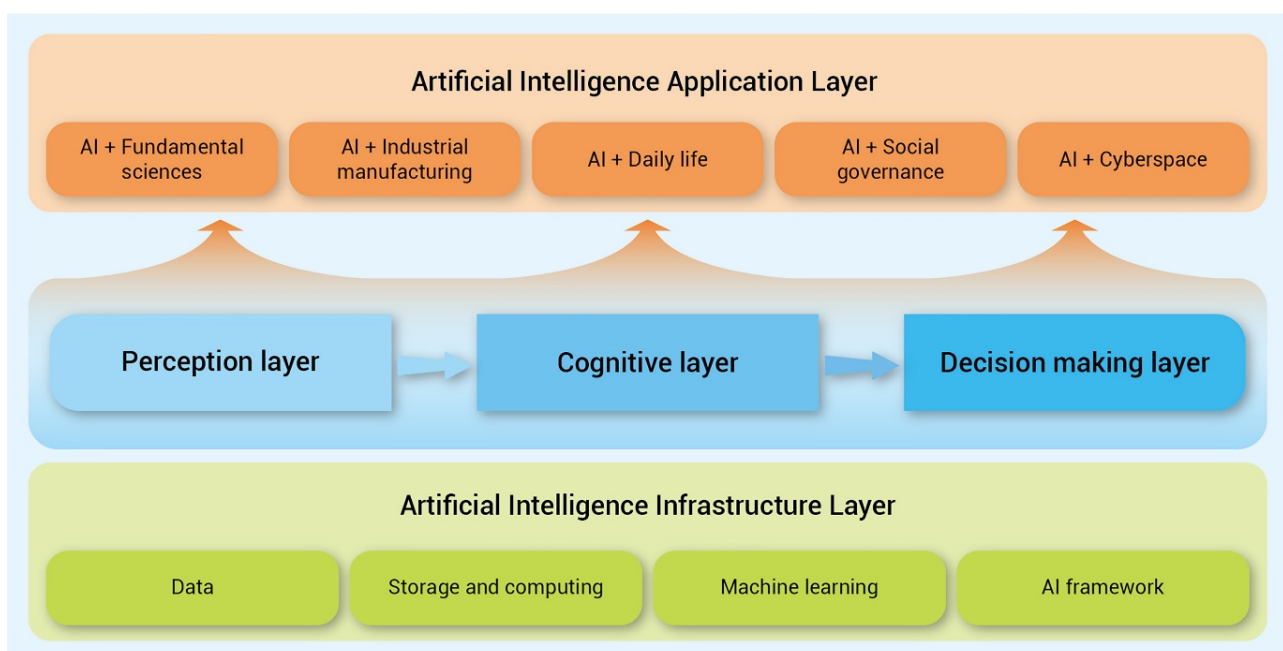 Artificial Intelligence Application Layer
AI + Fundamental
sciences
AI + Industrial
manufacturing
AI + Daily life
AI + Social
governance
AI + Cyberspace
Perception layer
Cognitive layer
Decision making layer
Artificial Intelligence Infrastructure Layer
Data
Storage and computing
Machine learning
AI framework